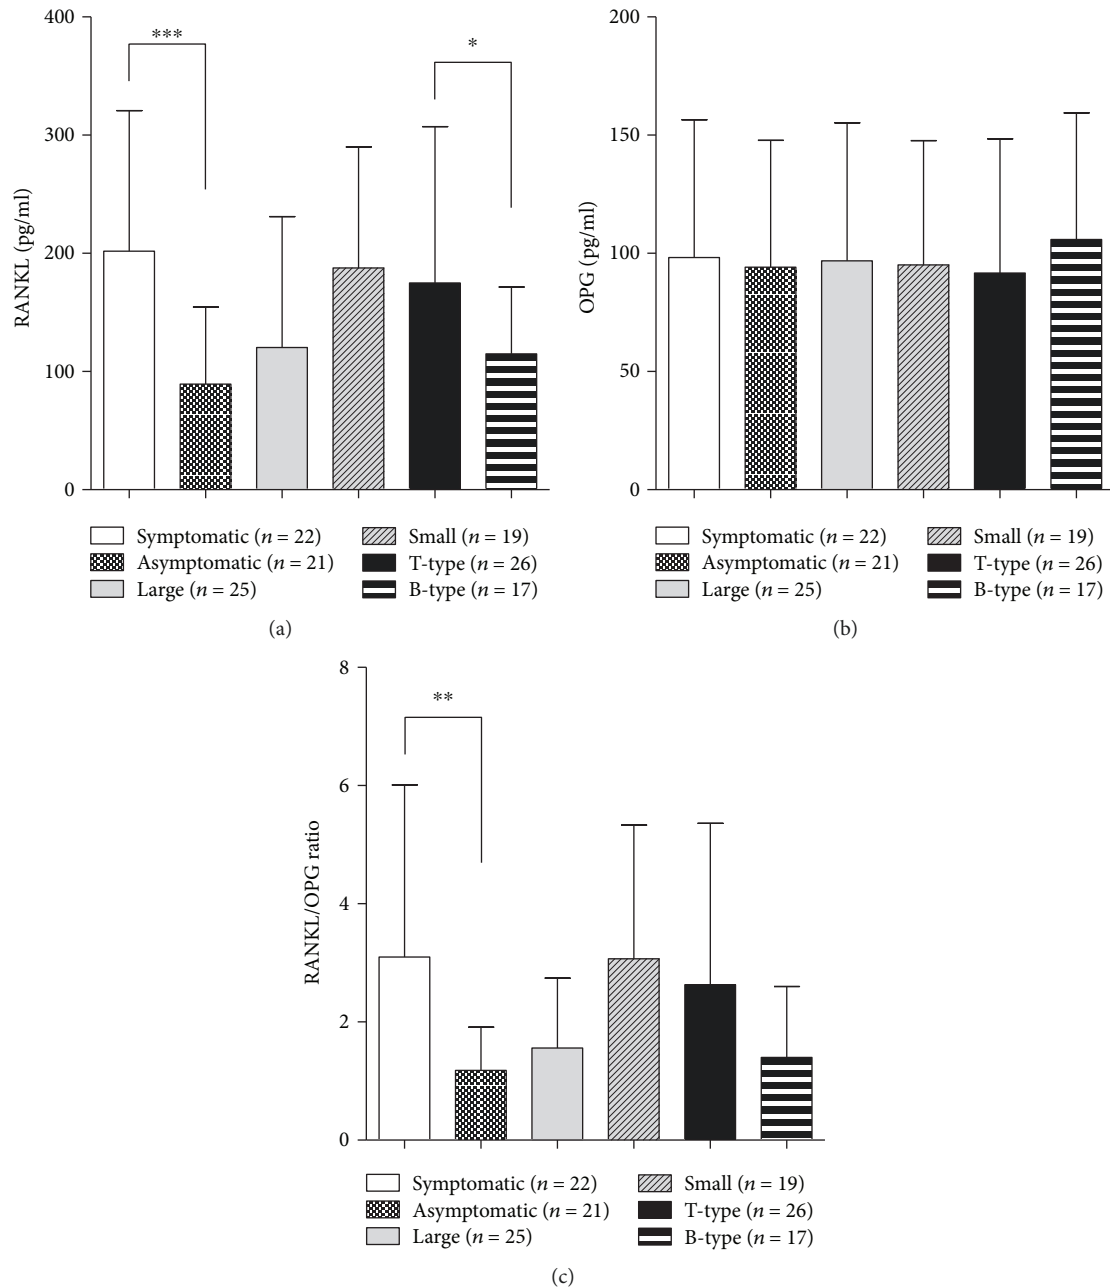 400
300
200
100
0
RANKL (pg/ml)
***
*
Symptomatic (n = 22)
Asymptomatic (n = 21)
Large (n = 25)
Small (n = 19)
T-type (n = 26)
B-type (n = 17)
(a)
200
150
100
50
0
OPG (pg/ml)
Symptomatic (n = 22)
Asymptomatic (n = 21)
Large (n = 25)
Small (n = 19)
T-type (n = 26)
B-type (n = 17)
(b)
8
6
4
2
0
RANKL/OPG ratio
**
Symptomatic (n = 22)
Asymptomatic (n = 21)
Large (n = 25)
Small (n = 19)
T-type (n = 26)
B-type (n = 17)
(c)